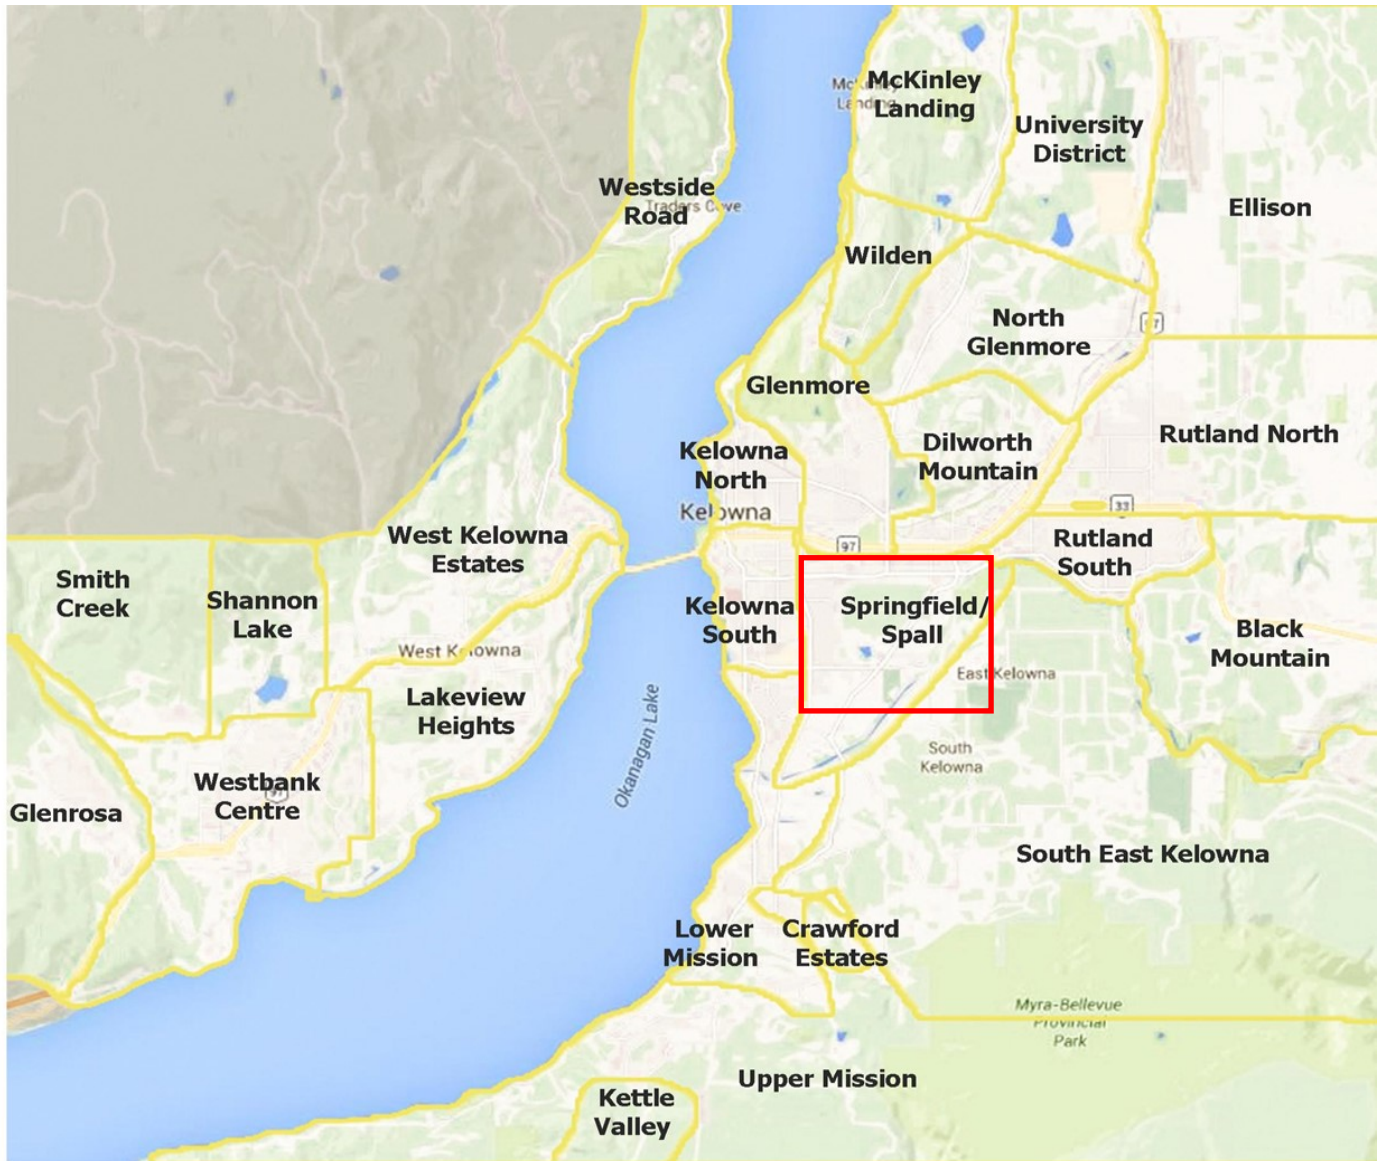 McKinley
Landing
McKinley
Landing
University
District
Westside
Road
Traders Cove
Ellison
Wilden
North
Glenmore
97
Glenmore
Rutland North
Dilworth
Mountain
Kelowna
North
Kelowna
33
97
West Kelowna
Estates
Rutland
South
Smith
Creek
Shannon
Lake
Kelowna
South
Springfield/
Spall
Black
Mountain
West Kelowna
East Kelowna
Lakeview
Heights
Okanagan Lake
South
Kelowna
Westbank
Centre
97
Glenrosa
South East Kelowna
Lower
Mission
Crawford
Estates
Myra-Bellevue
Provincial
Park
Upper Mission
Kettle
Valley